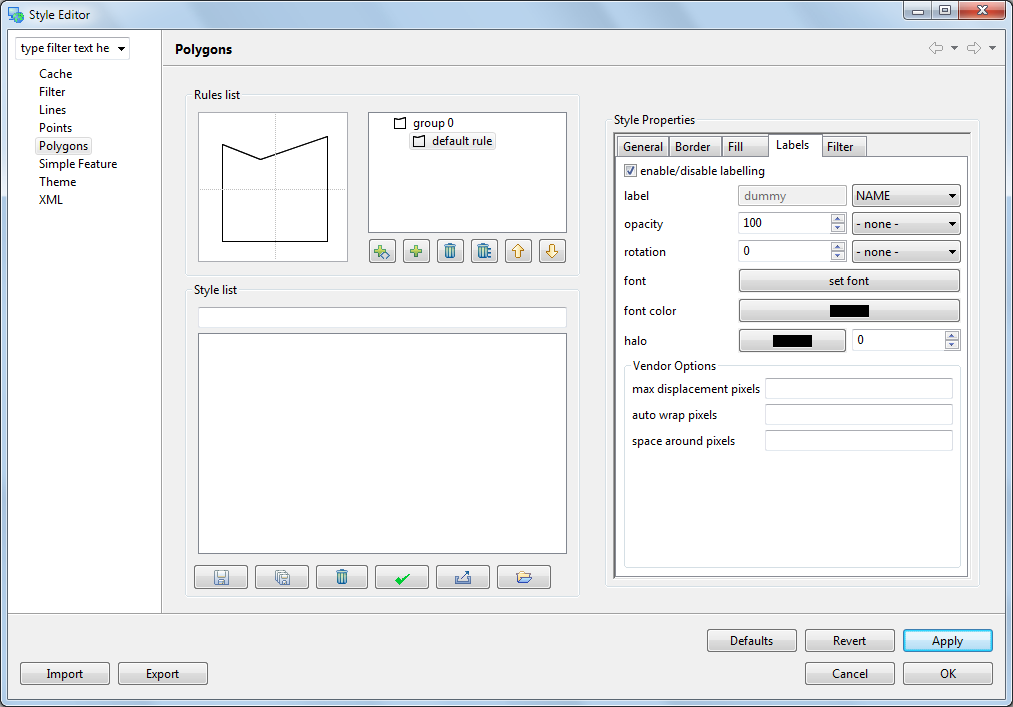 Style Editor
type filter text he
Cache
Filter
Lines
Points
Polygons
Simple Feature
Theme
XML
Polygons
Rules list
group 0
default rule
Style list
Style Properties
General Border Fill Labels Filter
enable/disable labelling
label dummy NAME
opacity 100 - none -
rotation 0 - none -
font set font
font color
halo 0
Vendor Options
max displacement pixels
auto wrap pixels
space around pixels
Defaults Revert Apply
Import Export Cancel OK